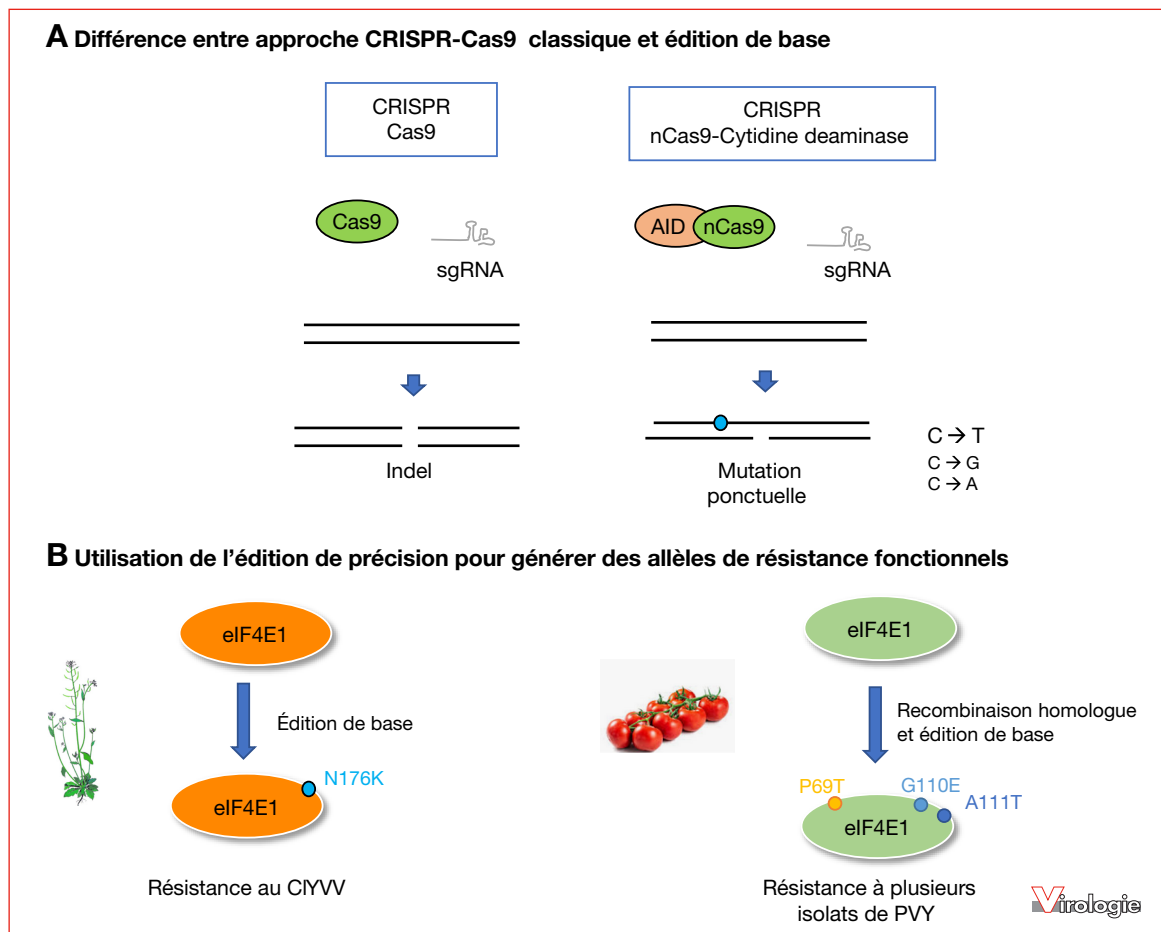 A Différence entre approche CRISPR-Cas9 classique et édition de base
CRISPR
Cas9
CRISPR
nCas9-Cytidine deaminase
Cas9
sgRNA
AID
nCas9
sgRNA
Indel
Mutation
ponctuelle
C → T
C → G
C → A
B Utilisation de l'édition de précision pour générer des allèles de résistance fonctionnels
eIF4E1
Édition de base
N176K
eIF4E1
Résistance au ClYVV
eIF4E1
Recombinaison homologue
et édition de base
P69T
G110E
A111T
eIF4E1
Résistance à plusieurs
isolats de PVY
Virologie